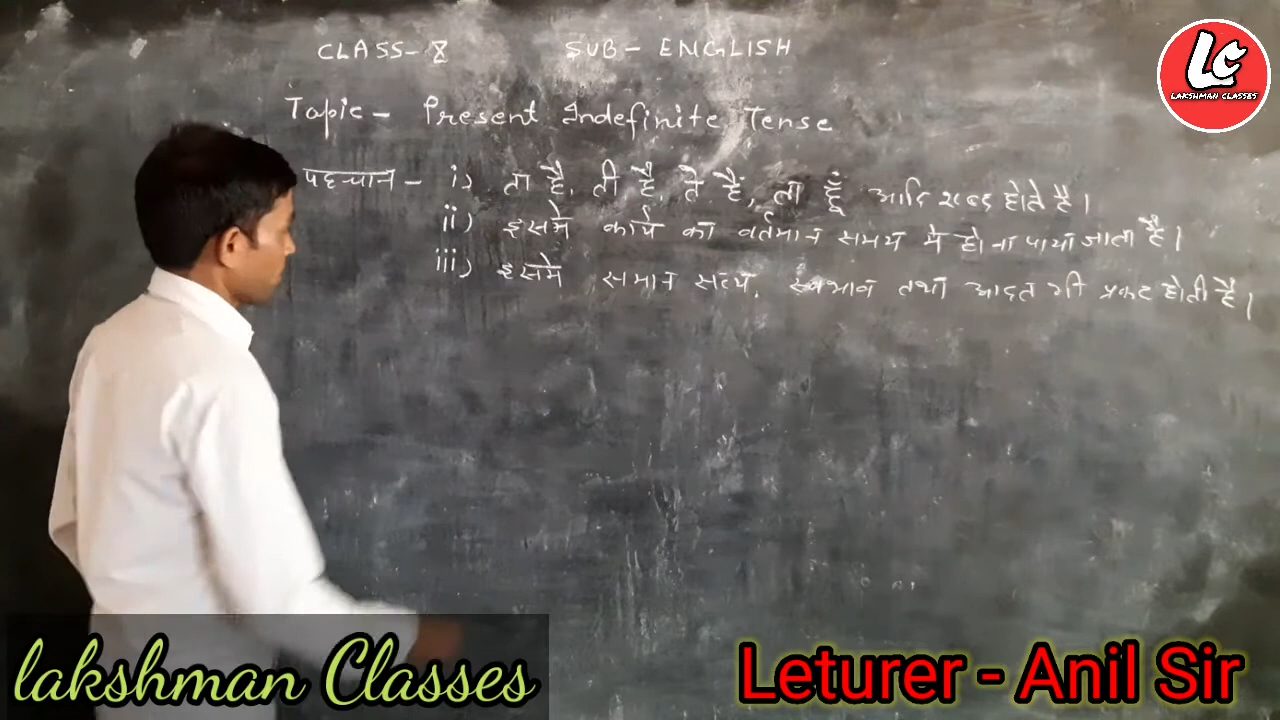 CLASS-X SUB- ENGLISH
LC
LAKSHMAN CLASSES
Topic - Present Indefinite Tense
पहचान - i) ता है, ती है, ते हैं, ता हूँ आदि शब्द होते है।
ii) इसमे कार्य का वर्तमान समय मे होना पाया जाता है।
iii) इसमे समान सत्य, स्वभाव तथा आदत भी प्रकट होती है।
lakshman Classes
Leturer - Anil Sir